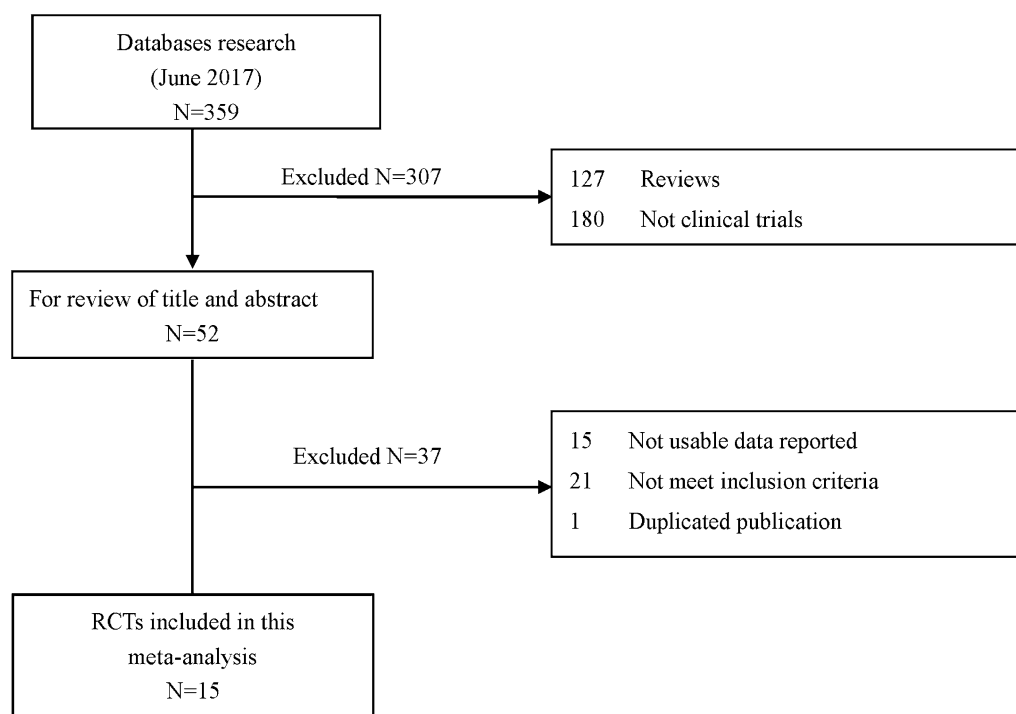 Databases research
(June 2017)
N=359
Excluded N=307
127 Reviews
180 Not clinical trials
For review of title and abstract
N=52
Excluded N=37
15 Not usable data reported
21 Not meet inclusion criteria
1 Duplicated publication
RCTs included in this
meta-analysis
N=15